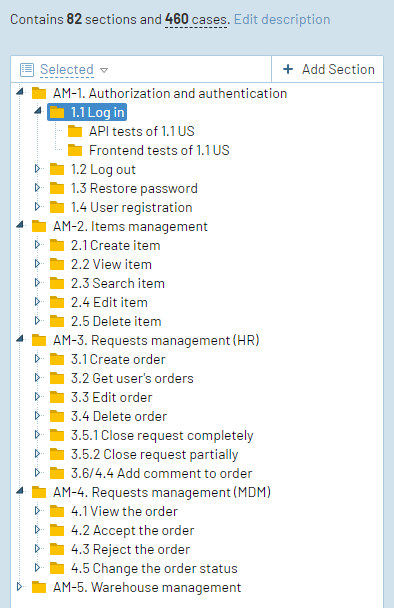 Contains 82 sections and 460 cases. Edit description
Selected
+ Add Section
AM-1. Authorization and authentication
1.1 Log in
API tests of 1.1 US
Frontend tests of 1.1 US
1.2 Log out
1.3 Restore password
1.4 User registration
AM-2. Items management
2.1 Create item
2.2 View item
2.3 Search item
2.4 Edit item
2.5 Delete item
AM-3. Requests management (HR)
3.1 Create order
3.2 Get user's orders
3.3 Edit order
3.4 Delete order
3.5.1 Close request completely
3.5.2 Close request partially
3.6/4.4 Add comment to order
AM-4. Requests management (MDM)
4.1 View the order
4.2 Accept the order
4.3 Reject the order
4.5 Change the order status
AM-5. Warehouse management